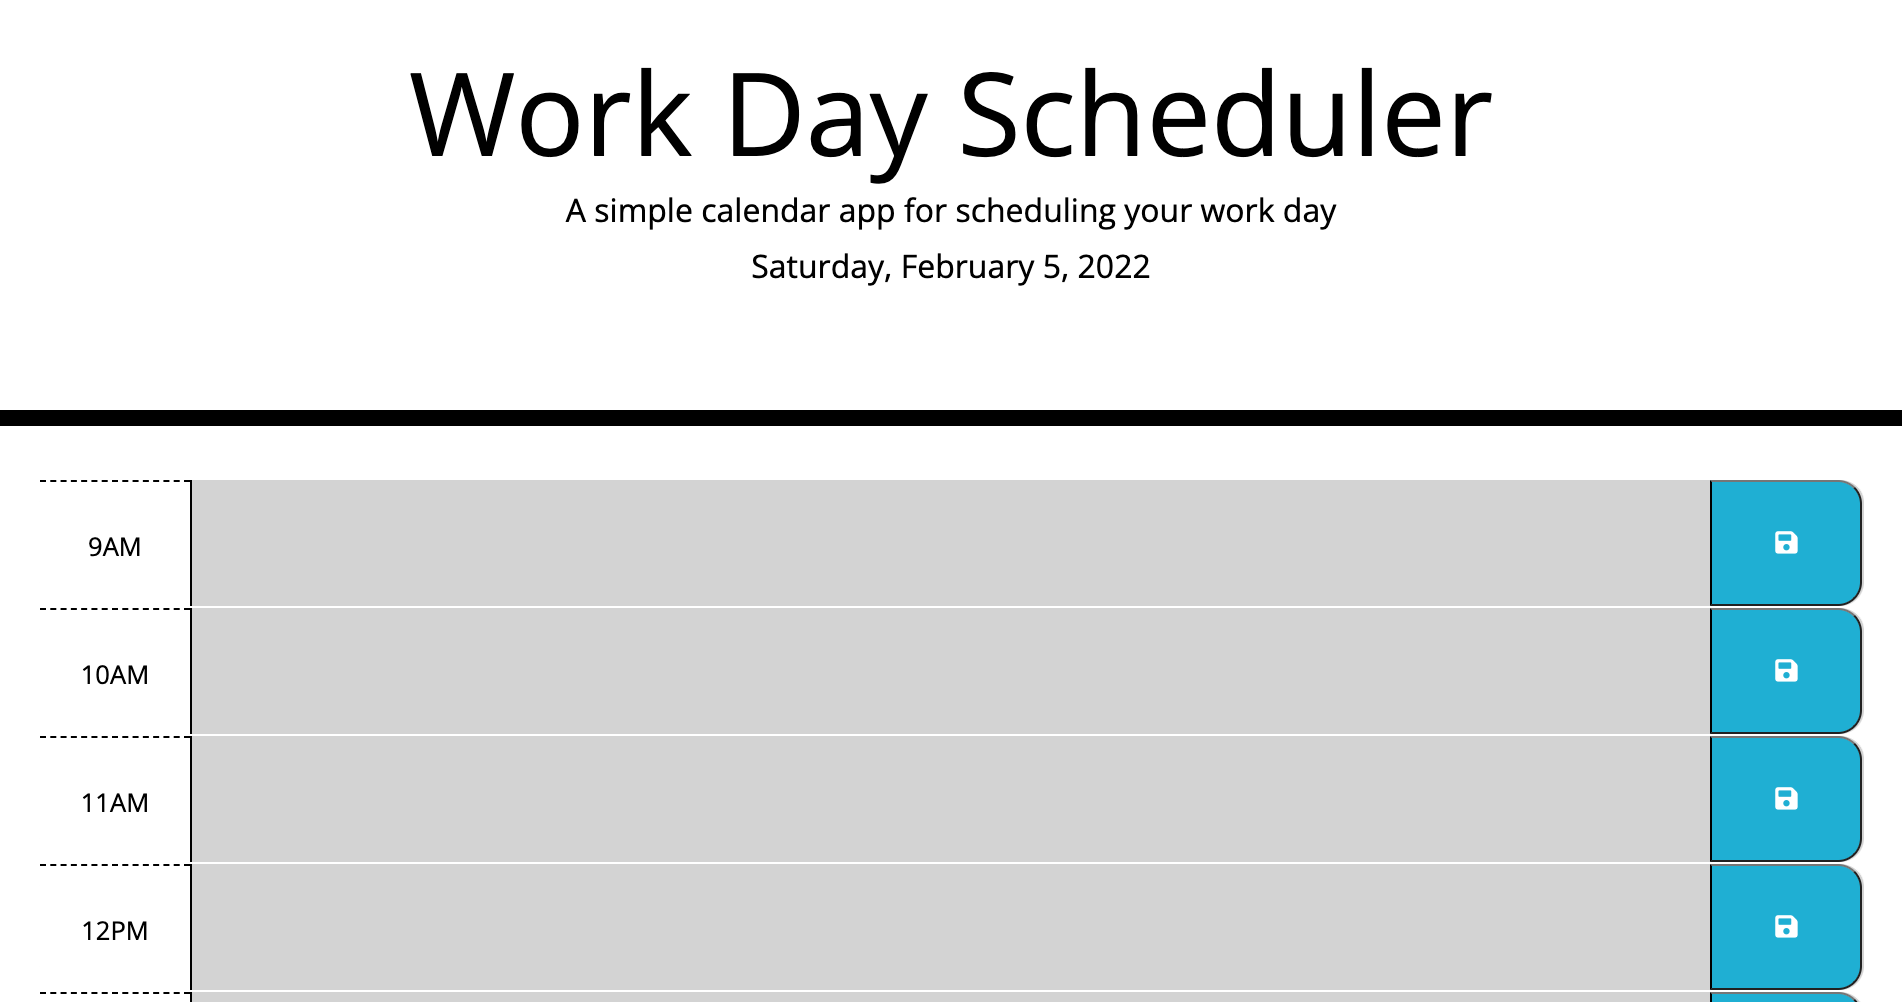 Work Day Scheduler
A simple calendar app for scheduling your work day
Saturday, February 5, 2022
9AM
10AM
11AM
12PM